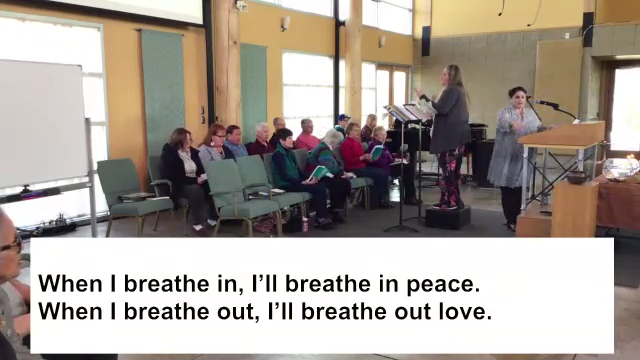 When I breathe in, I’ll breathe in peace.
When I breathe out, I’ll breathe out love.